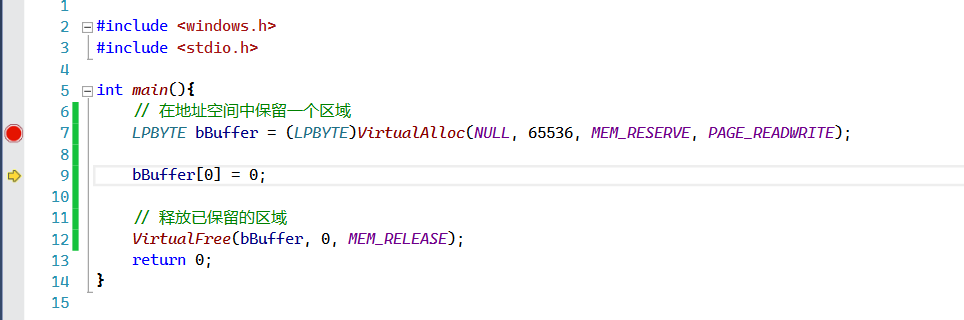 1
2 #include <windows.h>
3 #include <stdio.h>
4
5 int main(){
6 // 在地址空间中保留一个区域
7 LPBYTE bBuffer = (LPBYTE)VirtualAlloc(NULL, 65536, MEM_RESERVE, PAGE_READWRITE);
8
9 bBuffer[0] = 0;
10
11 // 释放已保留的区域
12 VirtualFree(bBuffer, 0, MEM_RELEASE);
13 return 0;
14 }
15